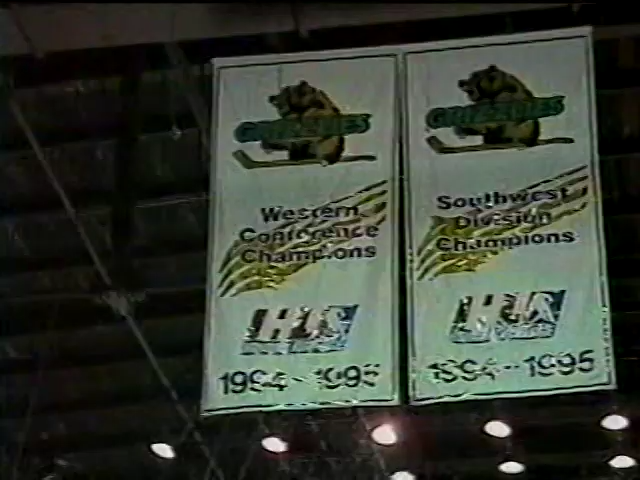 GRIZZLIES
Western
Conference
Champions
IHL
1994-1995
GRIZZLIES
Southwest
Division
Champions
IHL
1994-1995